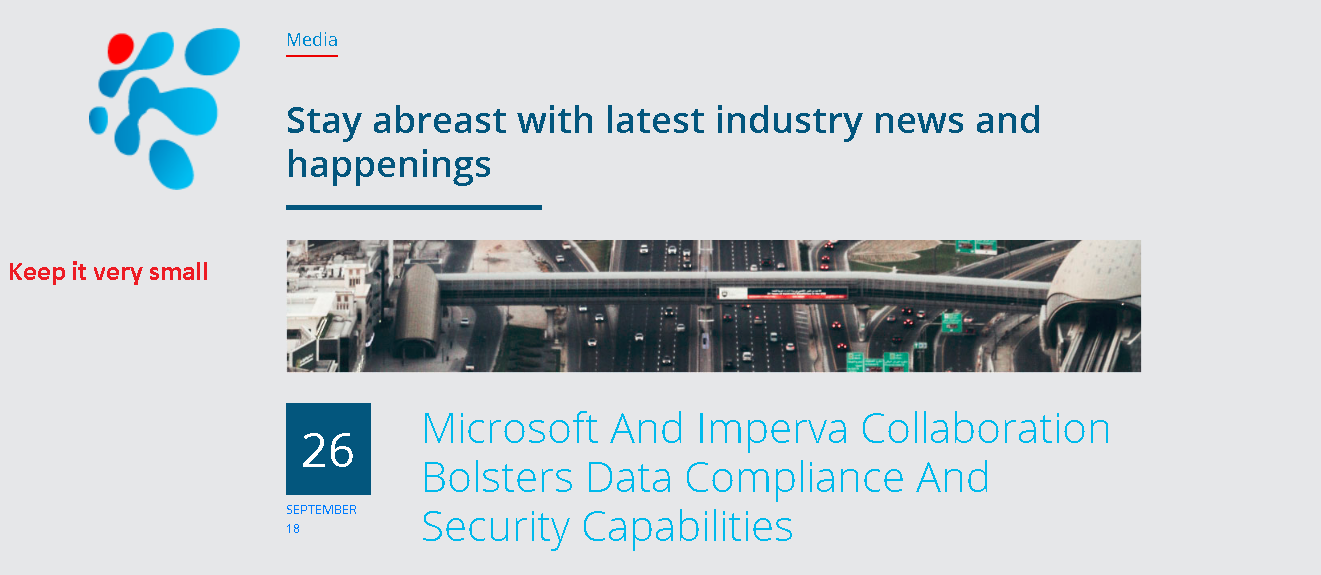 Media
Stay abreast with latest industry news and
happenings
Keep it very small
26
SEPTEMBER
18
Microsoft And Imperva Collaboration
Bolsters Data Compliance And
Security Capabilities